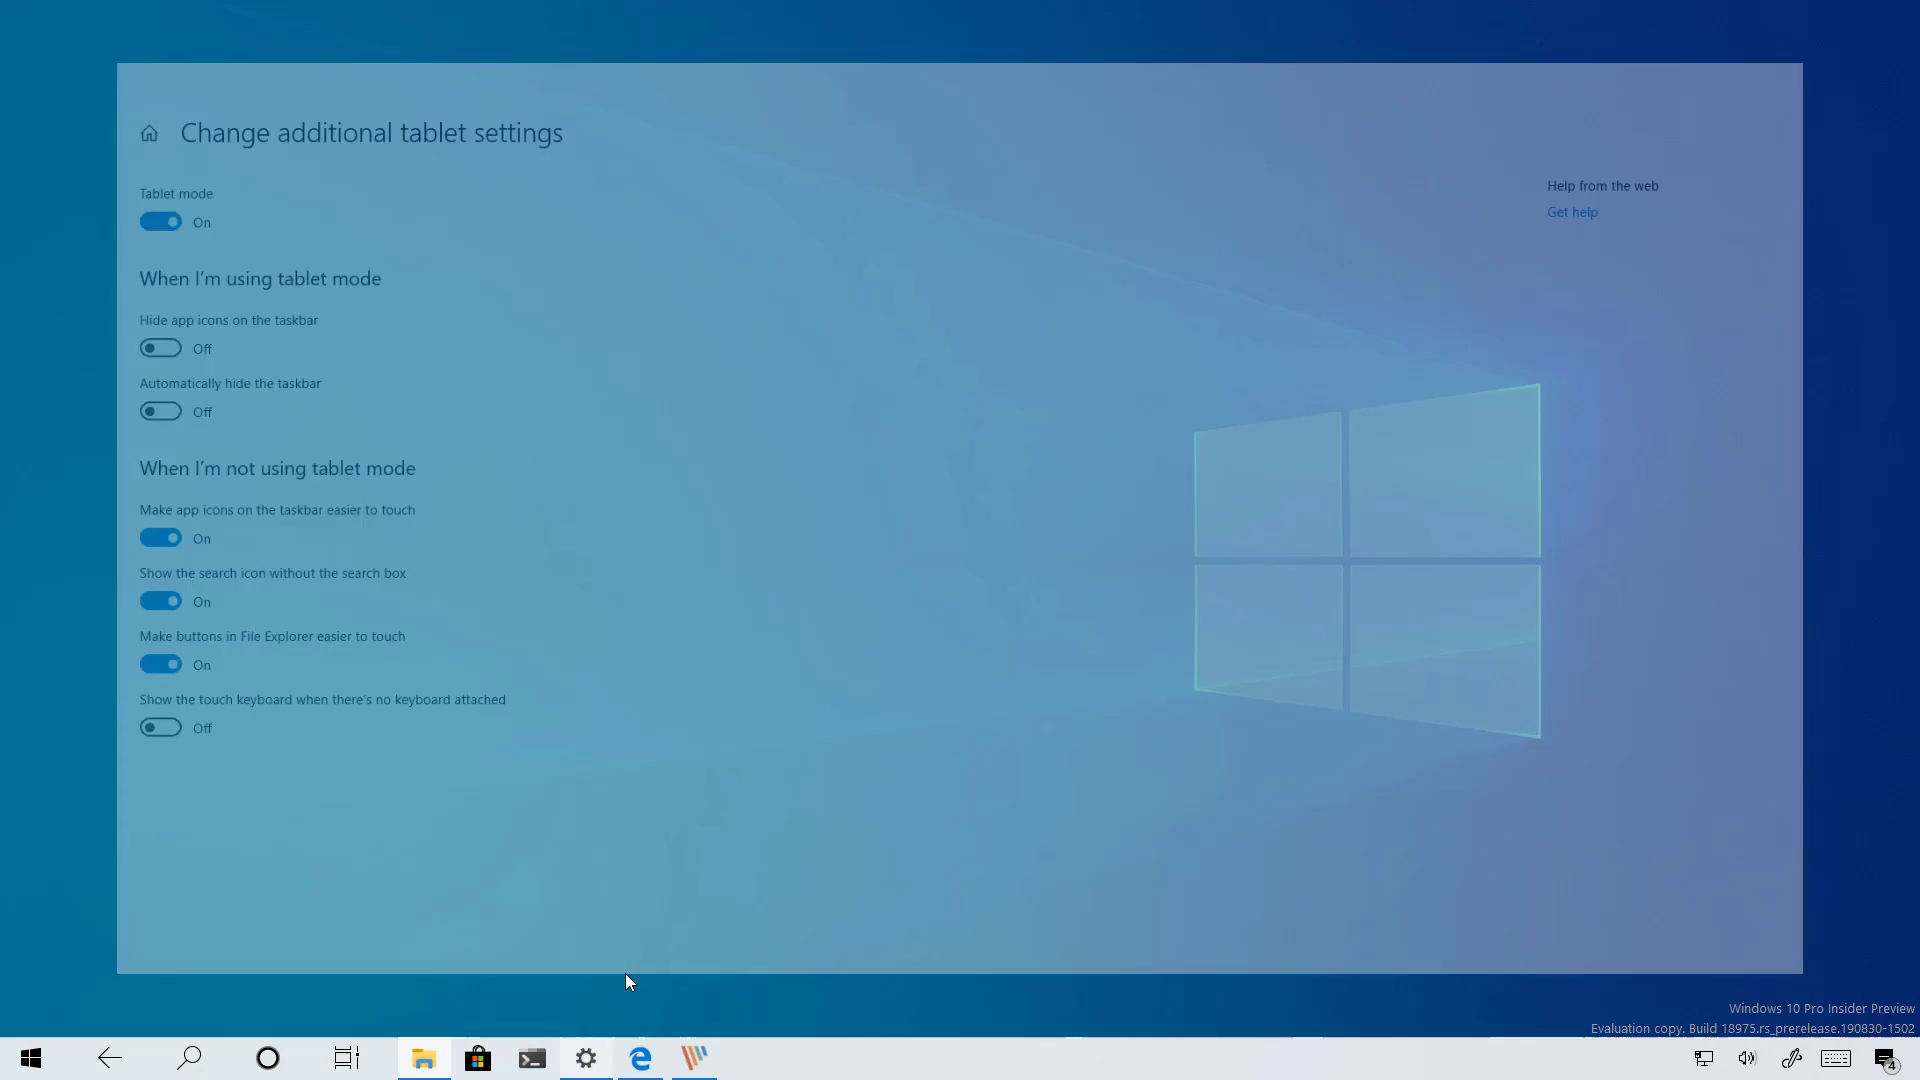 Change additional tablet settings
Tablet mode
On
Help from the web
Get help
When I'm using tablet mode
Hide app icons on the taskbar
Off
Automatically hide the taskbar
Off
When I'm not using tablet mode
Make app icons on the taskbar easier to touch
On
Show the search icon without the search box
On
Make buttons in File Explorer easier to touch
On
Show the touch keyboard when there's no keyboard attached
Off
Windows 10 Pro Insider Preview
Evaluation copy. Build 18975.rs_prerelease.190830-1502
4